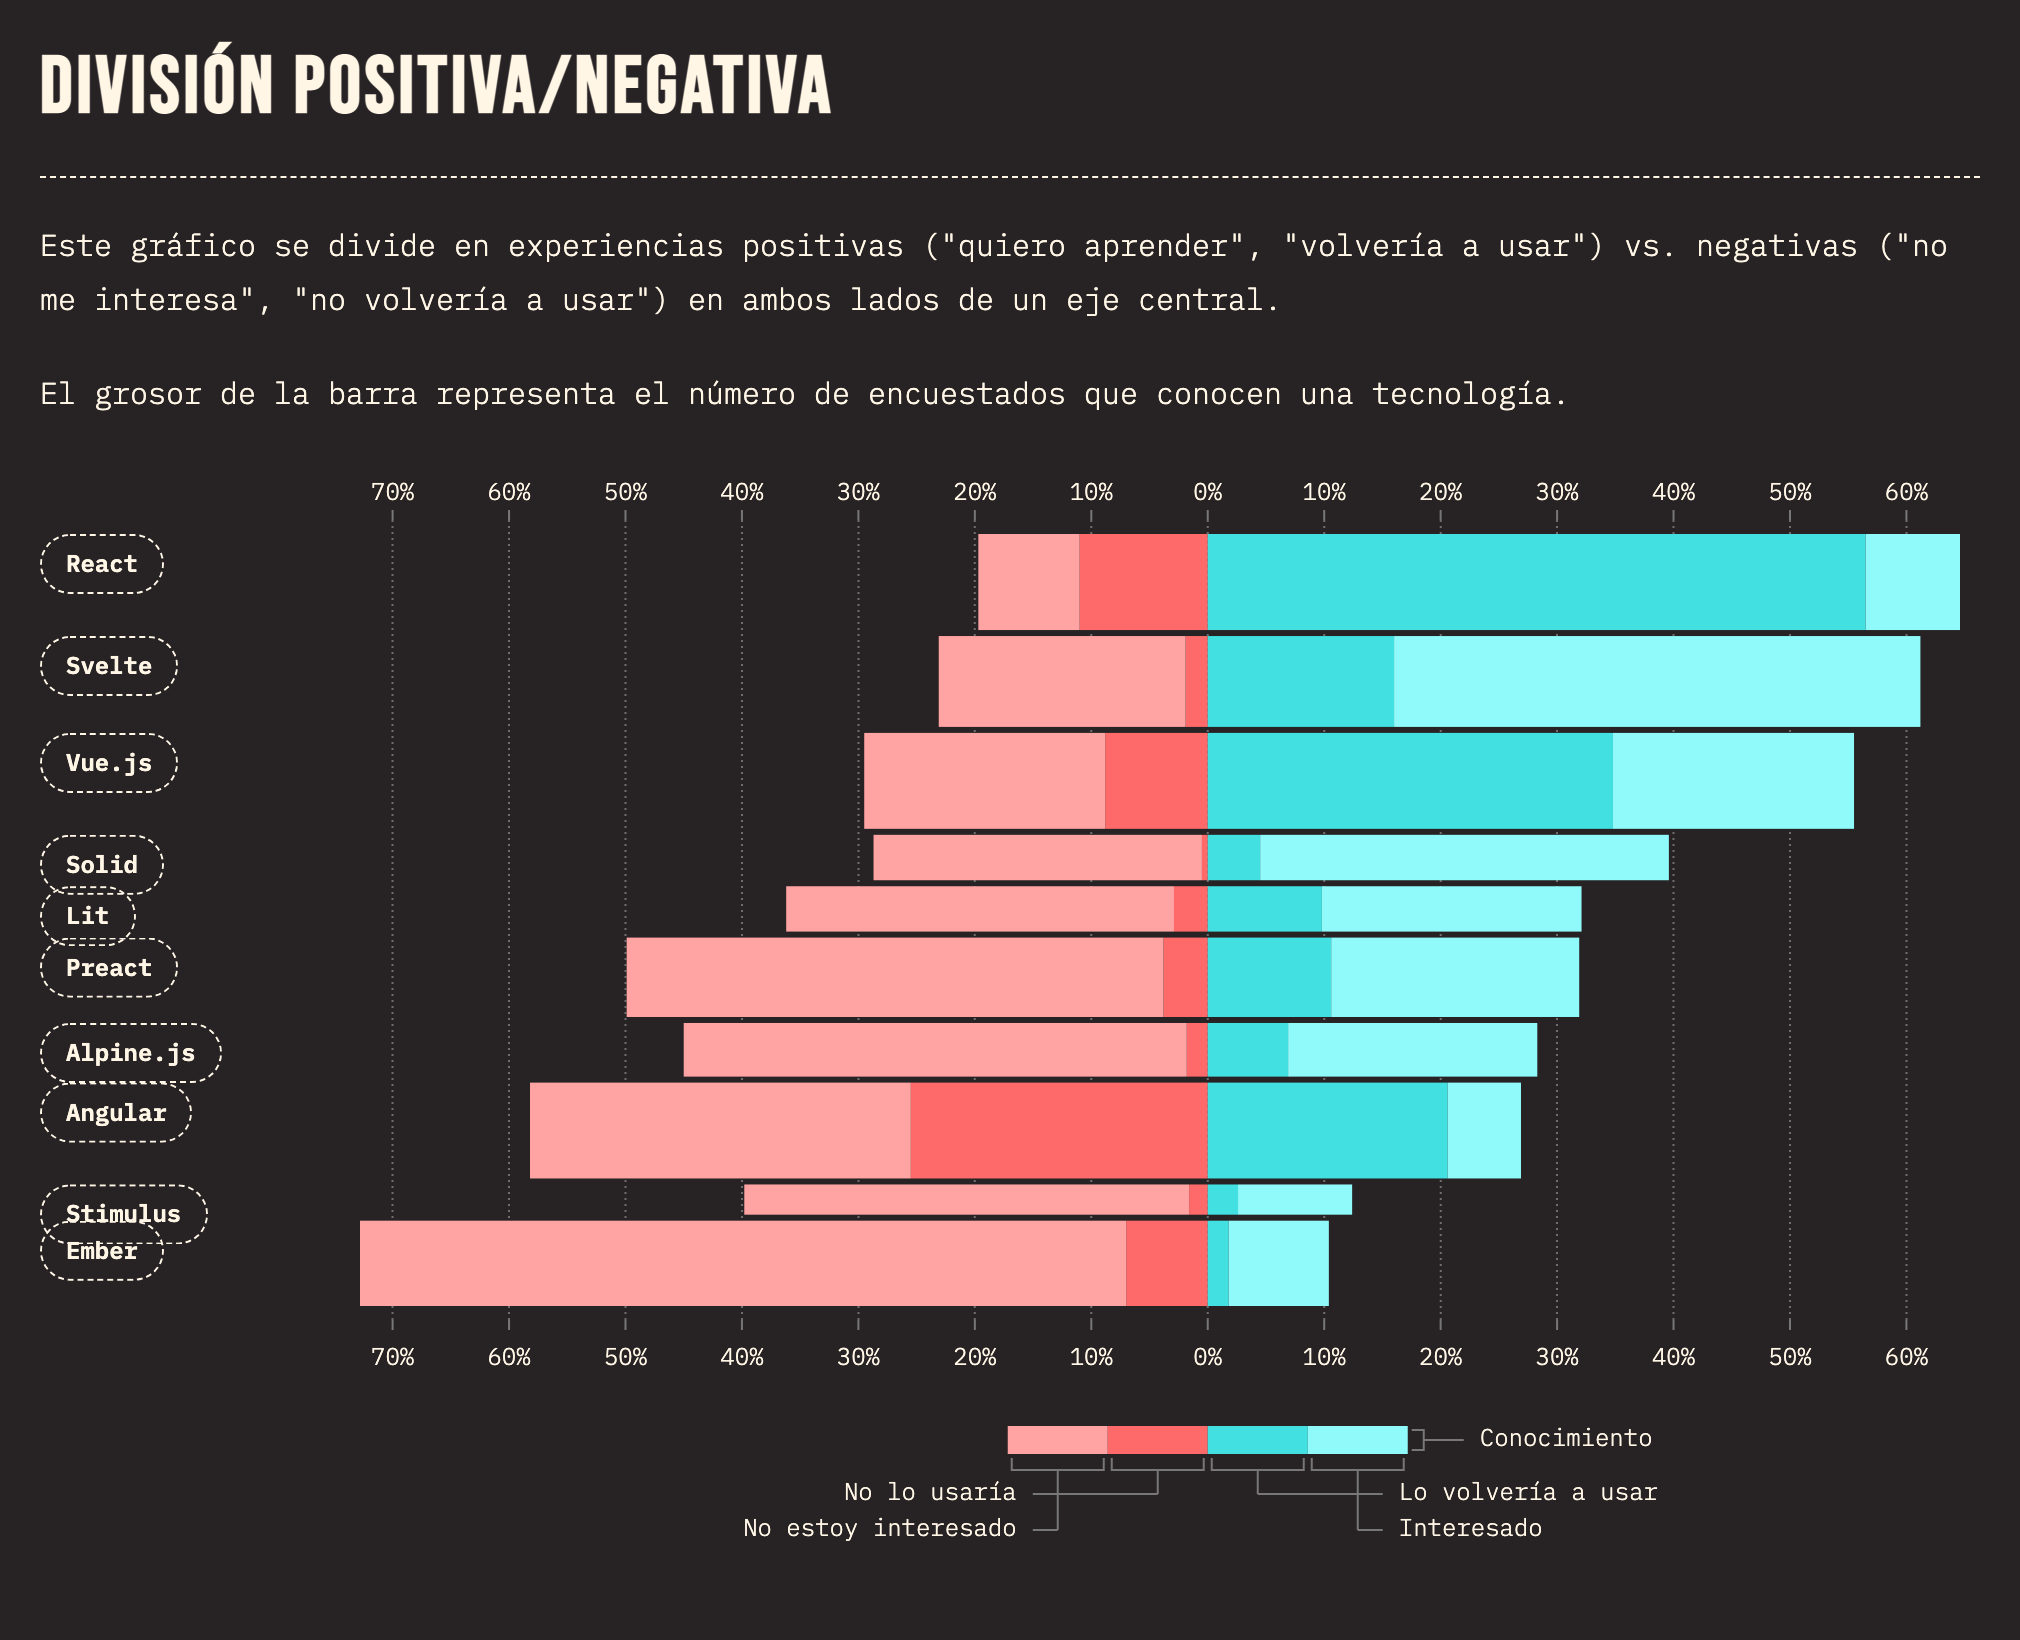 DIVISIÓN POSITIVA/NEGATIVA
Este gráfico se divide en experiencias positivas ("quiero aprender", "volvería a usar") vs. negativas ("no
me interesa", "no volvería a usar") en ambos lados de un eje central.
El grosor de la barra representa el número de encuestados que conocen una tecnología.
70% 60% 50% 40% 30% 20% 10% 0% 10% 20% 30% 40% 50% 60%
React
Svelte
Vue.js
Solid
Lit
Preact
Alpine.js
Angular
Stimulus
Ember
70% 60% 50% 40% 30% 20% 10% 0% 10% 20% 30% 40% 50% 60%
Conocimiento
No lo usaría Lo volvería a usar
No estoy interesado Interesado